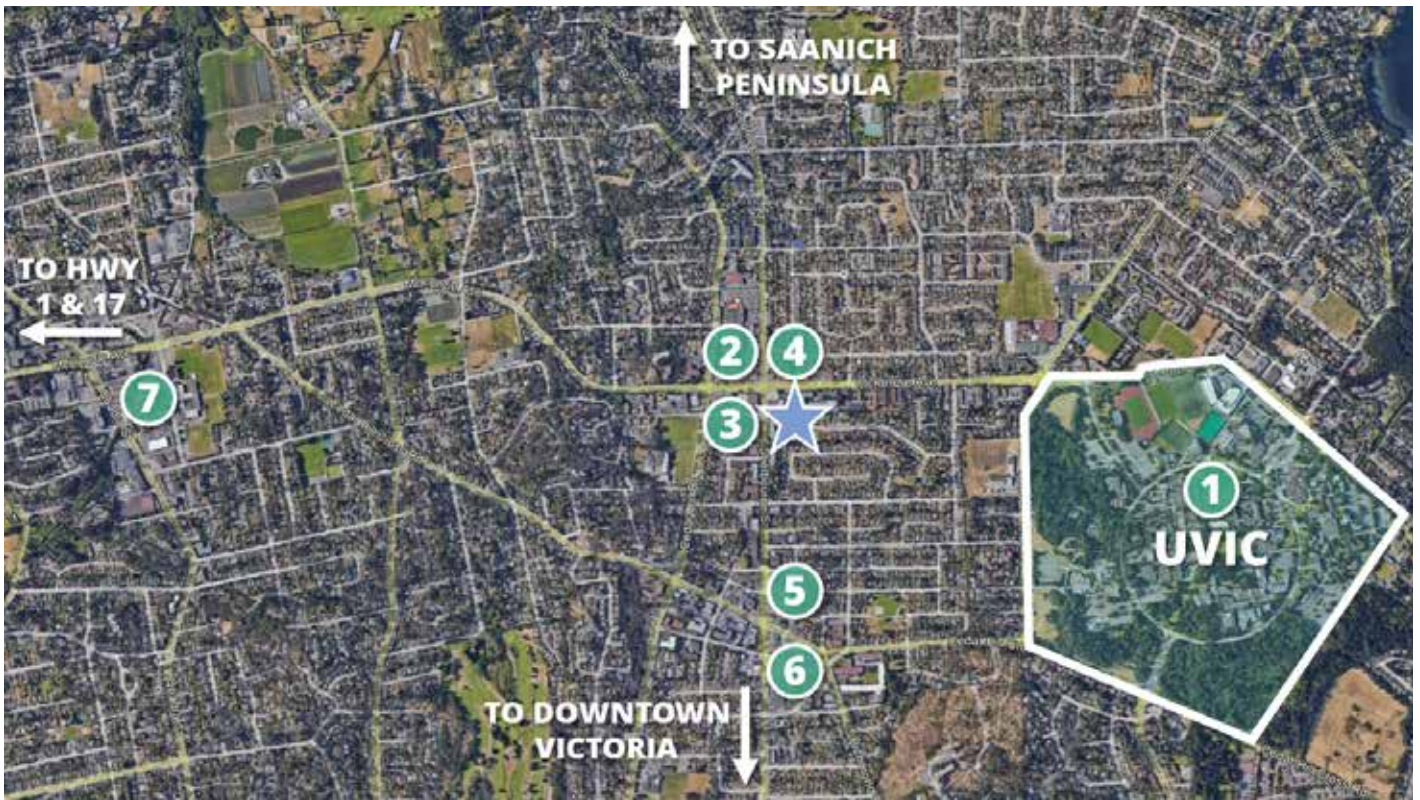 TO SAANICH
PENINSULA
TO HWY
1 & 17
2
4
7
3
1
UVIC
5
6
TO DOWNTOWN
VICTORIA